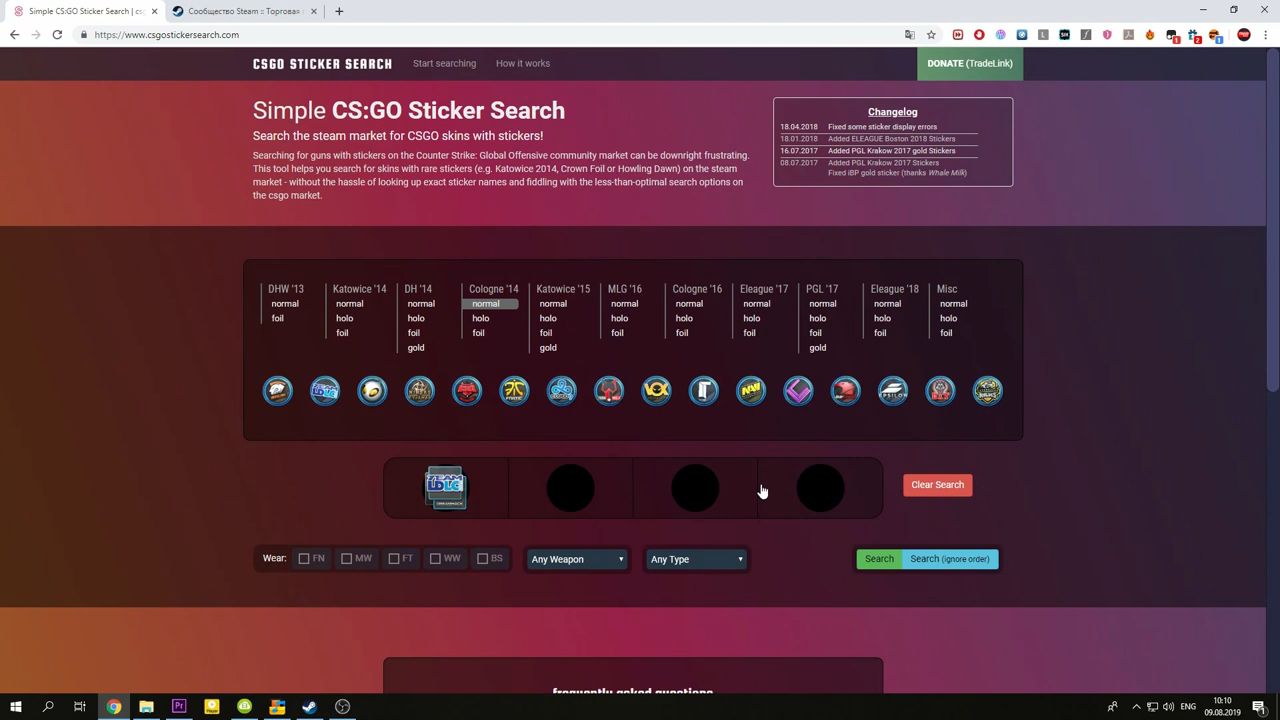 Simple CS:GO Sticker Search | csg
Сообщество Steam :: Торговая
https://www.csgostickersearch.com
CSGO STICKER SEARCH
Start searching
How it works
DONATE (TradeLink)
Simple CS:GO Sticker Search
Search the steam market for CSGO skins with stickers!
Searching for guns with stickers on the Counter Strike: Global Offensive community market can be downright frustrating.
This tool helps you search for skins with rare stickers (e.g. Katowice 2014, Crown Foil or Howling Dawn) on the steam
market - without the hassle of looking up exact sticker names and fiddling with the less-than-optimal search options on
the csgo market.
Changelog
18.04.2018 Fixed some sticker display errors
18.01.2018 Added ELEAGUE Boston 2018 Stickers
16.07.2017 Added PGL Krakow 2017 gold Stickers
08.07.2017 Added PGL Krakow 2017 Stickers
Fixed iBP gold sticker (thanks Whale Milk)
DHW '13 Katowice '14 DH '14 Cologne '14 Katowice '15 MLG '16 Cologne '16 Eleague '17 PGL '17 Eleague '18 Misc
normal normal normal normal normal normal normal normal normal normal normal
foil holo holo holo holo holo holo holo holo holo holo
foil foil foil foil foil foil foil foil foil foil
gold gold gold
TEAM
LDLC
Clear Search
Wear: FN MW FT WW BS
Any Weapon
Any Type
Search
Search (ignore order)
frequently asked questions
ENG
10:10
09.08.2019